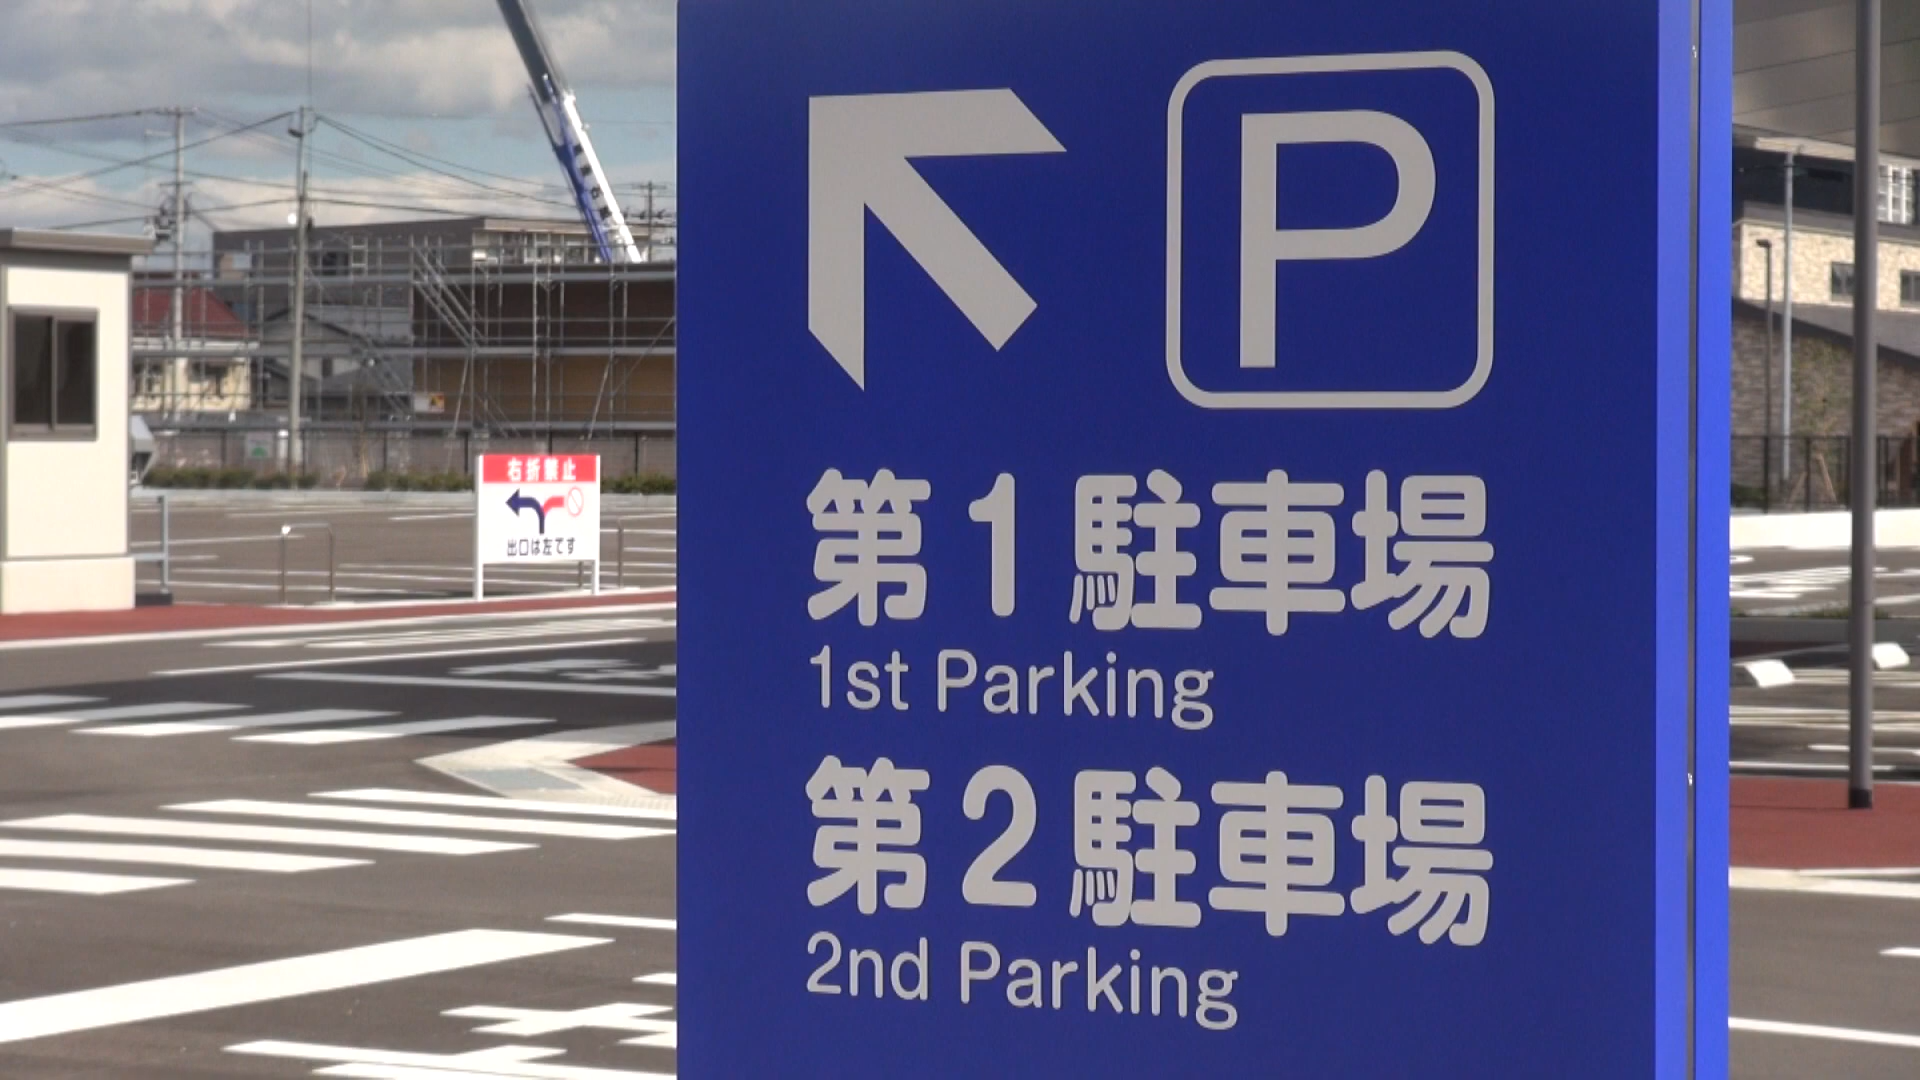 P
第1駐車場
1st Parking
第2駐車場
2nd Parking
右折禁止
出口は左です